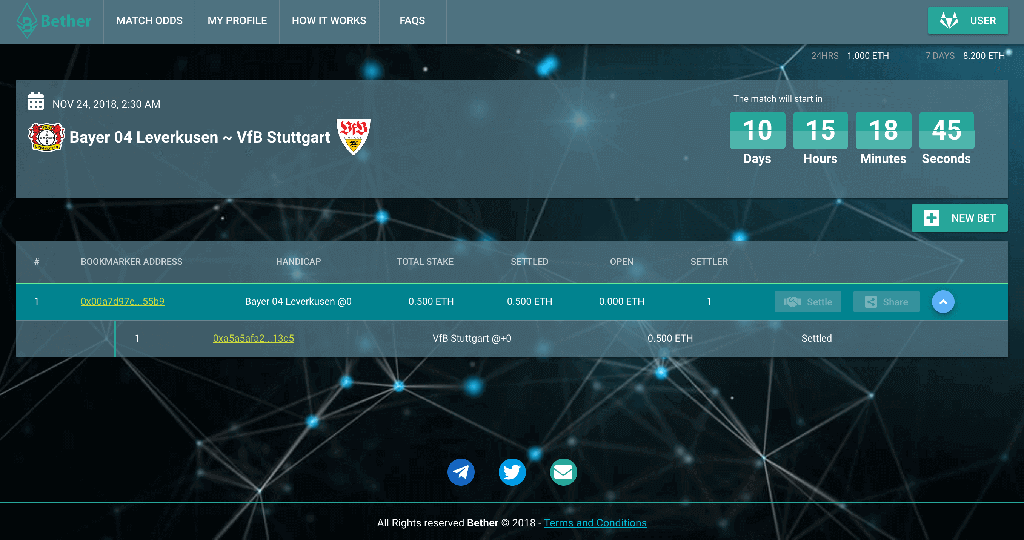 Bether MATCH ODDS MY PROFILE HOW IT WORKS FAQS USER
24HRS 1.000 ETH 7 DAYS 8.200 ETH
NOV 24, 2018, 2:30 AM
Bayer 04 Leverkusen ~ VfB Stuttgart
The match will start in
10 15 18 45
Days Hours Minutes Seconds
NEW BET
# BOOKMARKER ADDRESS HANDICAP TOTAL STAKE SETTLED OPEN SETTLER
1 0x00a7d97c...55b9 Bayer 04 Leverkusen @0 0.500 ETH 0.500 ETH 0.000 ETH 1 Settle Share
1 VfB Stuttgart @+0 0.500 ETH Settled
All Rights reserved Bether © 2018 - Terms and Conditions